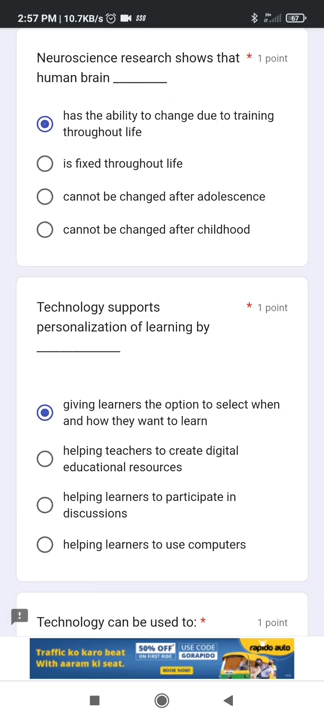 2:57 PM | 10.7KB/s
67
Neuroscience research shows that * 1 point
human brain _________
has the ability to change due to training
throughout life
is fixed throughout life
cannot be changed after adolescence
cannot be changed after childhood
Technology supports * 1 point
personalization of learning by
______________
giving learners the option to select when
and how they want to learn
helping teachers to create digital
educational resources
helping learners to participate in
discussions
helping learners to use computers
Technology can be used to: * 1 point
Traffic ko karo beat
With aaram ki seat.
50% OFF
ON FIRST RIDE
USE CODE
GORAPIDO
BOOK NOW
rapido auto